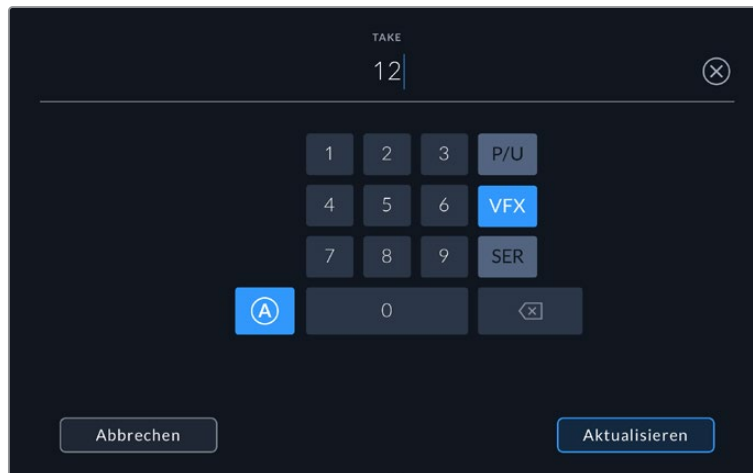 TAKE
12
1 2 3 P/U
4 5 6 VFX
7 8 9 SER
A 0
Abbrechen Aktualisieren